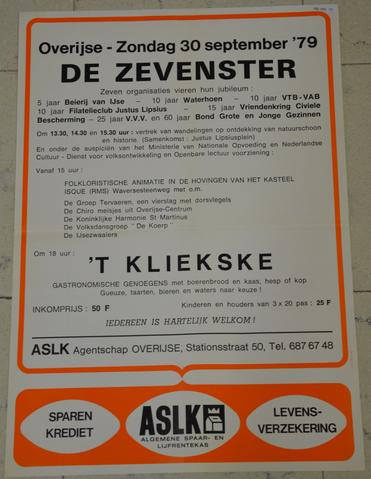 Overijse - Zondag 30 september '79
DE ZEVENSTER
Zeven organisaties vieren hun jubileum :
5 jaar Beierij van IJse — 10 jaar Waterhoen — 10 jaar VTB-VAB
10 jaar Filatelieclub Justus Lipsius — 15 jaar Vriendenkring Civiele
Bescherming — 25 jaar V.V.V. en 60 jaar Bond Grote en Jonge Gezinnen
Om 13.30, 14.30 en 15.30 uur : vertrek van wandelingen op ontdekking van natuurschoon
en historie. (Samenkomst : Justus Lipsiusplein)
En onder de auspiciën van het Ministerie van Nationale Opvoeding en Nederlandse
Cultuur - Dienst voor volksontwikkeling en Openbare lectuur voorziening :
Vanaf 15 uur :
FOLKLORISTISCHE ANIMATIE IN DE HOVINGEN VAN HET KASTEEL
ISQUE (RMS) Waversesteenweg met o.m.
De Groep Tervaeren, een vierslag met dorsvlegels
De Chiro meisjes uit Overijse-Centrum
De Koninklijke Harmonie St-Martinus
De Volksdansgroep " De Koerp "
De IJsezwaaiers
Om 18 uur :
'T KLIEKSKE
GASTRONOMISCHE GENOEGENS met boerenbrood en kaas, hesp of kop
Gueuze, taarten, bieren en waters naar keuze !
INKOMPRIJS : 50 F
Kinderen en houders van 3 x 20 pas : 25 F
IEDEREEN IS HARTELIJK WELKOM !
ASLK Agentschap OVERIJSE, Stationsstraat 50, Tel. 687 67 48
SPAREN
KREDIET
ASLK
ALGEMENE SPAAR- EN
LIJFRENTEKAS
LEVENS-
VERZEKERING